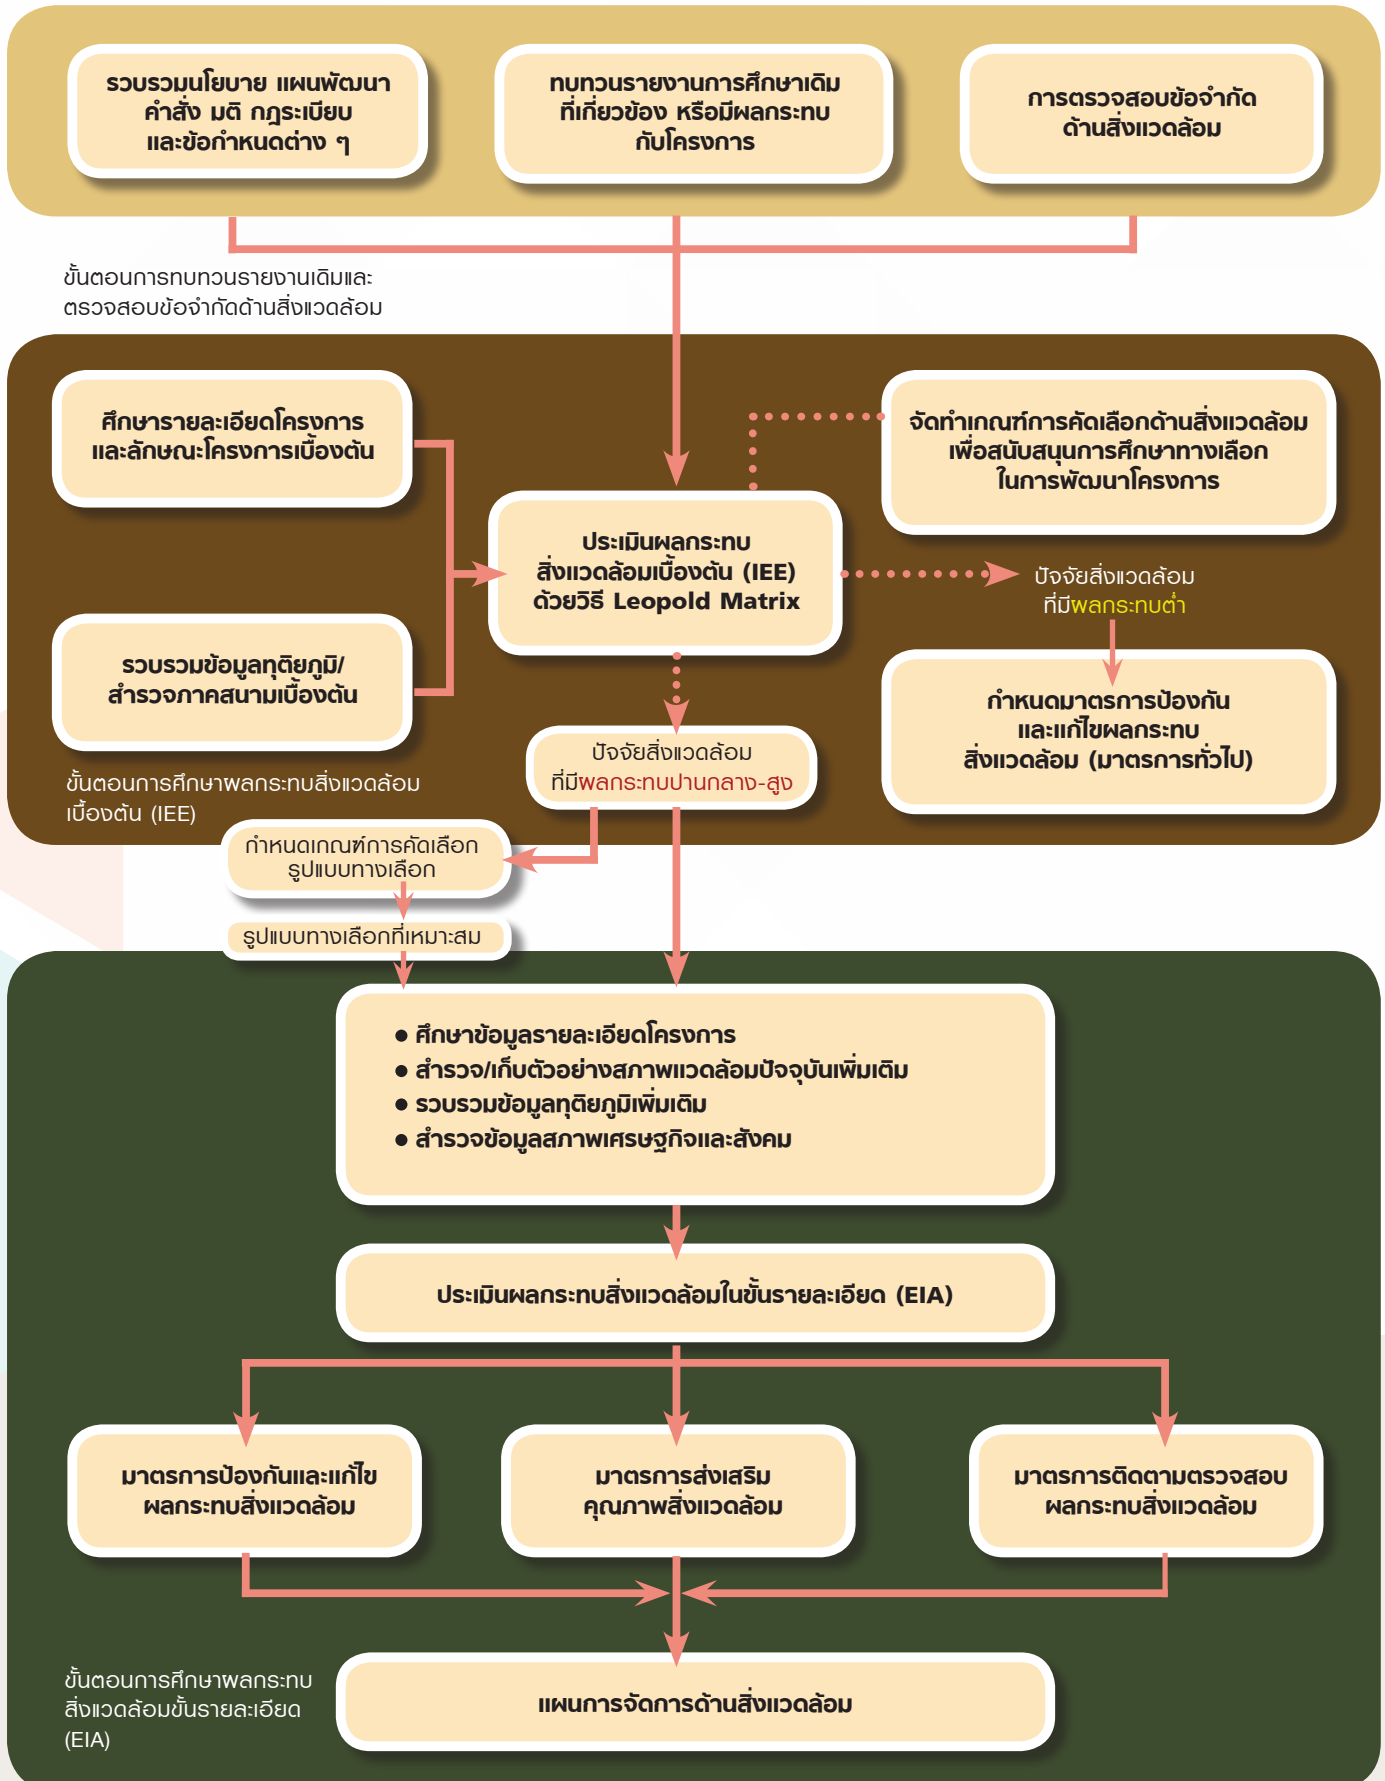 รวบรวมนโยบาย แผนพัฒนา
คำสั่ง มติ กฎระเบียบ
และข้อกำหนดต่าง ๆ
ทบทวนรายงานการศึกษาเดิม
ที่เกี่ยวข้อง หรือมีผลกระทบ
กับโครงการ
การตรวจสอบข้อจำกัด
ด้านสิ่งแวดล้อม
ขั้นตอนการทบทวนรายงานเดิมและ
ตรวจสอบข้อจำกัดด้านสิ่งแวดล้อม
ศึกษารายละเอียดโครงการ
และลักษณะโครงการเบื้องต้น
จัดทำเกณฑ์การคัดเลือกด้านสิ่งแวดล้อม
เพื่อสนับสนุนการศึกษาทางเลือก
ในการพัฒนาโครงการ
ประเมินผลกระทบ
สิ่งแวดล้อมเบื้องต้น (IEE)
ด้วยวิธี Leopold Matrix
ปัจจัยสิ่งแวดล้อม
ที่มีผลกระทบต่ำ
รวบรวมข้อมูลทุติยภูมิ/
สำรวจภาคสนามเบื้องต้น
กำหนดมาตรการป้องกัน
และแก้ไขผลกระทบ
สิ่งแวดล้อม (มาตรการทั่วไป)
ปัจจัยสิ่งแวดล้อม
ที่มีผลกระทบปานกลาง-สูง
ขั้นตอนการศึกษาผลกระทบสิ่งแวดล้อม
เบื้องต้น (IEE)
กำหนดเกณฑ์การคัดเลือก
รูปแบบทางเลือก
รูปแบบทางเลือกที่เหมาะสม
● ศึกษาข้อมูลรายละเอียดโครงการ
● สำรวจ/เก็บตัวอย่างสภาพแวดล้อมปัจจุบันเพิ่มเติม
● รวบรวมข้อมูลทุติยภูมิเพิ่มเติม
● สำรวจข้อมูลสภาพเศรษฐกิจและสังคม
ประเมินผลกระทบสิ่งแวดล้อมในขั้นรายละเอียด (EIA)
มาตรการป้องกันและแก้ไข
ผลกระทบสิ่งแวดล้อม
มาตรการส่งเสริม
คุณภาพสิ่งแวดล้อม
มาตรการติดตามตรวจสอบ
ผลกระทบสิ่งแวดล้อม
ขั้นตอนการศึกษาผลกระทบ
สิ่งแวดล้อมขั้นรายละเอียด
(EIA)
แผนการจัดการด้านสิ่งแวดล้อม